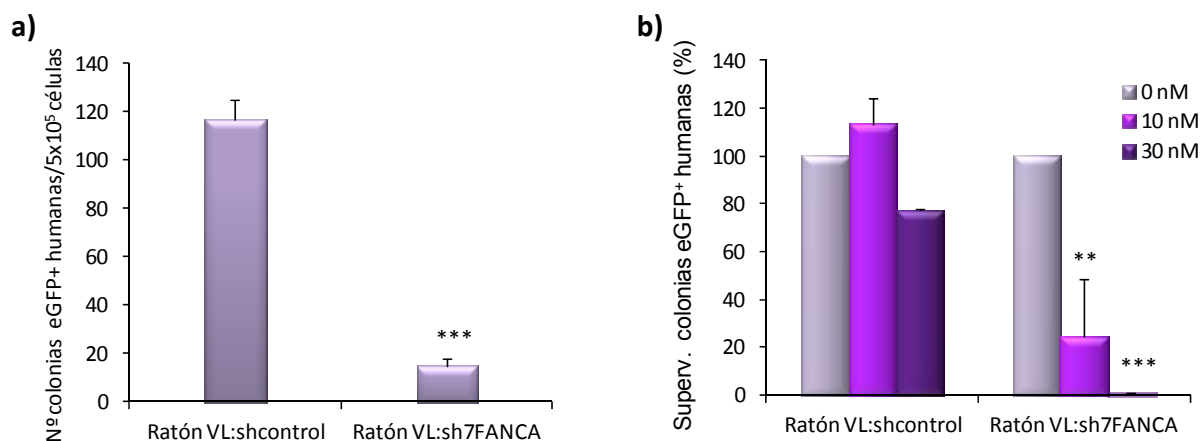 a)
Nº colonias eGFP+ humanas/5x10⁵ células
140
120
100
80
60
40
20
0
***
Ratón VL:shcontrol
Ratón VL:sh7FANCA
b)
Superv. colonias eGFP⁺ humanas (%)
140
120
100
80
60
40
20
0
0 nM
10 nM
30 nM
**
***
Ratón VL:shcontrol
Ratón VL:sh7FANCA